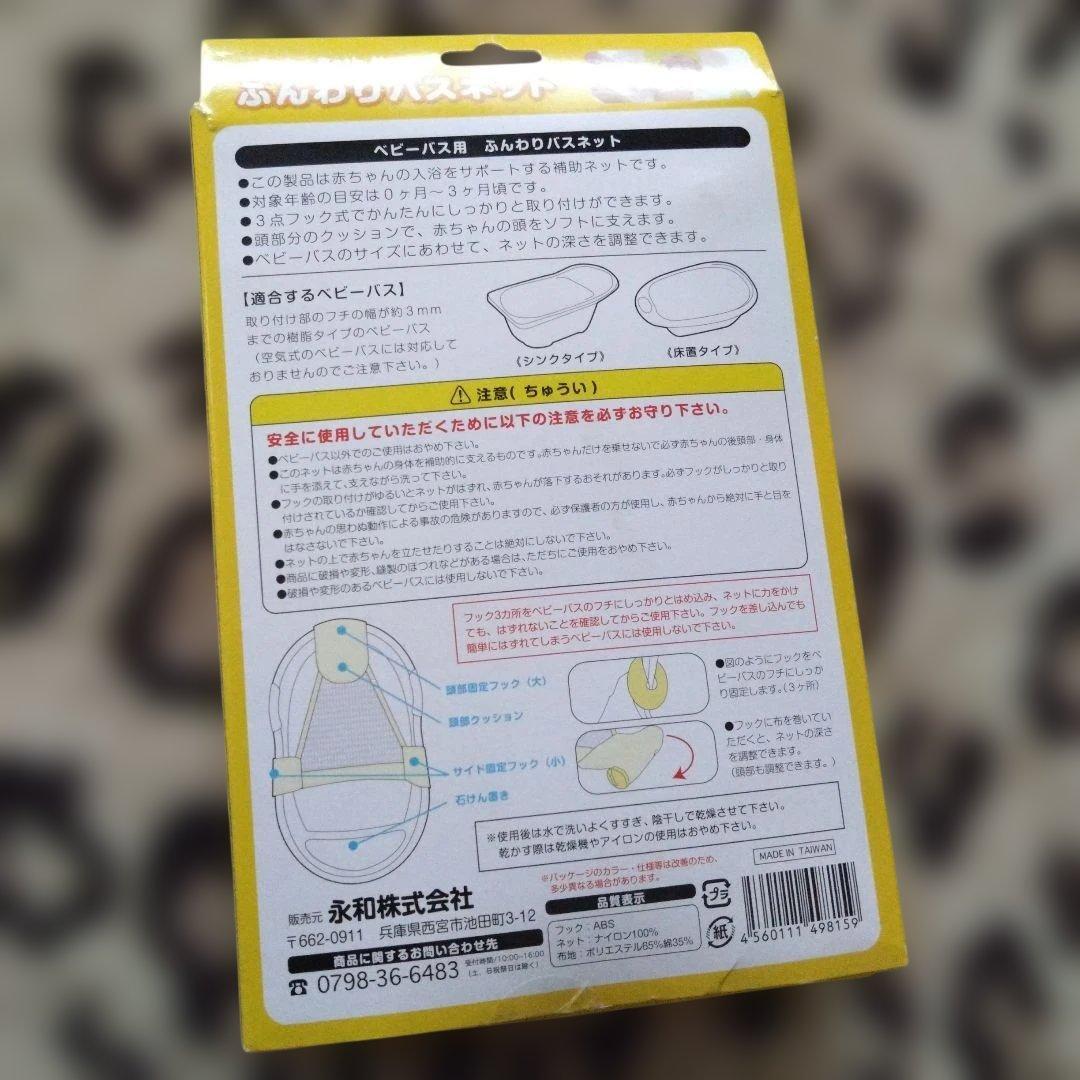 ふんわりバスネット
ベビーバス用　ふんわりバスネット
●この製品は赤ちゃんの入浴をサポートする補助ネットです。
●対象年齢の目安は０ヶ月～３ヶ月頃です。
●３点フック式でかんたんにしっかりと取り付けができます。
●頭部分のクッションで、赤ちゃんの頭をソフトに支えます。
●ベビーバスのサイズにあわせて、ネットの深さを調整できます。
【適合するベビーバス】
取り付け部のフチの幅が約３mm
までの樹脂タイプのベビーバス
（空気式のベビーバスには対応して
おりませんのでご注意下さい。）
《シンクタイプ》
《床置タイプ》
⚠注意(ちゅうい)
安全に使用していただくために以下の注意を必ずお守り下さい。
●ベビーバス以外でのご使用はおやめ下さい。
●このネットは赤ちゃんの身体を補助的に支えるものです。赤ちゃんだけを乗せないで必ず赤ちゃんの後頭部・身体
に手を添えて、支えながら洗って下さい。
●フックの取り付けがゆるいとネットがはずれ、赤ちゃんが落下するおそれがあります。必ずフックがしっかりと取り
付けされているか確認してからご使用下さい。
●赤ちゃんの思わぬ動作による事故の危険がありますので、必ず保護者の方が使用し、赤ちゃんから絶対に手と目を
はなさないで下さい。
●ネットの上で赤ちゃんを立たせたりすることは絶対にしないで下さい。
●商品に破損や変形、縫製のほつれなどがある場合は、ただちにご使用をおやめ下さい。
●破損や変形のあるベビーバスには使用しないで下さい。
フック3カ所をベビーバスのフチにしっかりとはめ込み、ネットに力をかけ
ても、はずれないことを確認してからご使用下さい。フックを差し込んでも
簡単にはずれてしまうベビーバスには使用しないで下さい。
頭部固定フック（大）
頭部クッション
サイド固定フック（小）
石けん置き
●図のようにフックをベ
ビーバスのフチにしっか
り固定します。（３ヶ所）
●フックに布を巻いてい
ただくと、ネットの深さ
を調整できます。
（頭部も調整できます。）
※使用後は水で洗いよくすすぎ、陰干しで乾燥させて下さい。
乾かす際は乾燥機やアイロンの使用はおやめ下さい。
※パッケージのカラー・仕様等は改善のため、
多少異なる場合があります。
MADE IN TAIWAN
販売元 永和株式会社
〒662-0911　兵庫県西宮市池田町3-12
商品に関するお問い合わせ先
☎ 0798-36-6483 受付時間/10:00~16:00
（土、日祝祭日は除く）
品質表示
フック：ABS
ネット：ナイロン100%
布地：ポリエステル65%綿35%
プラ
紙
4 560111 498159